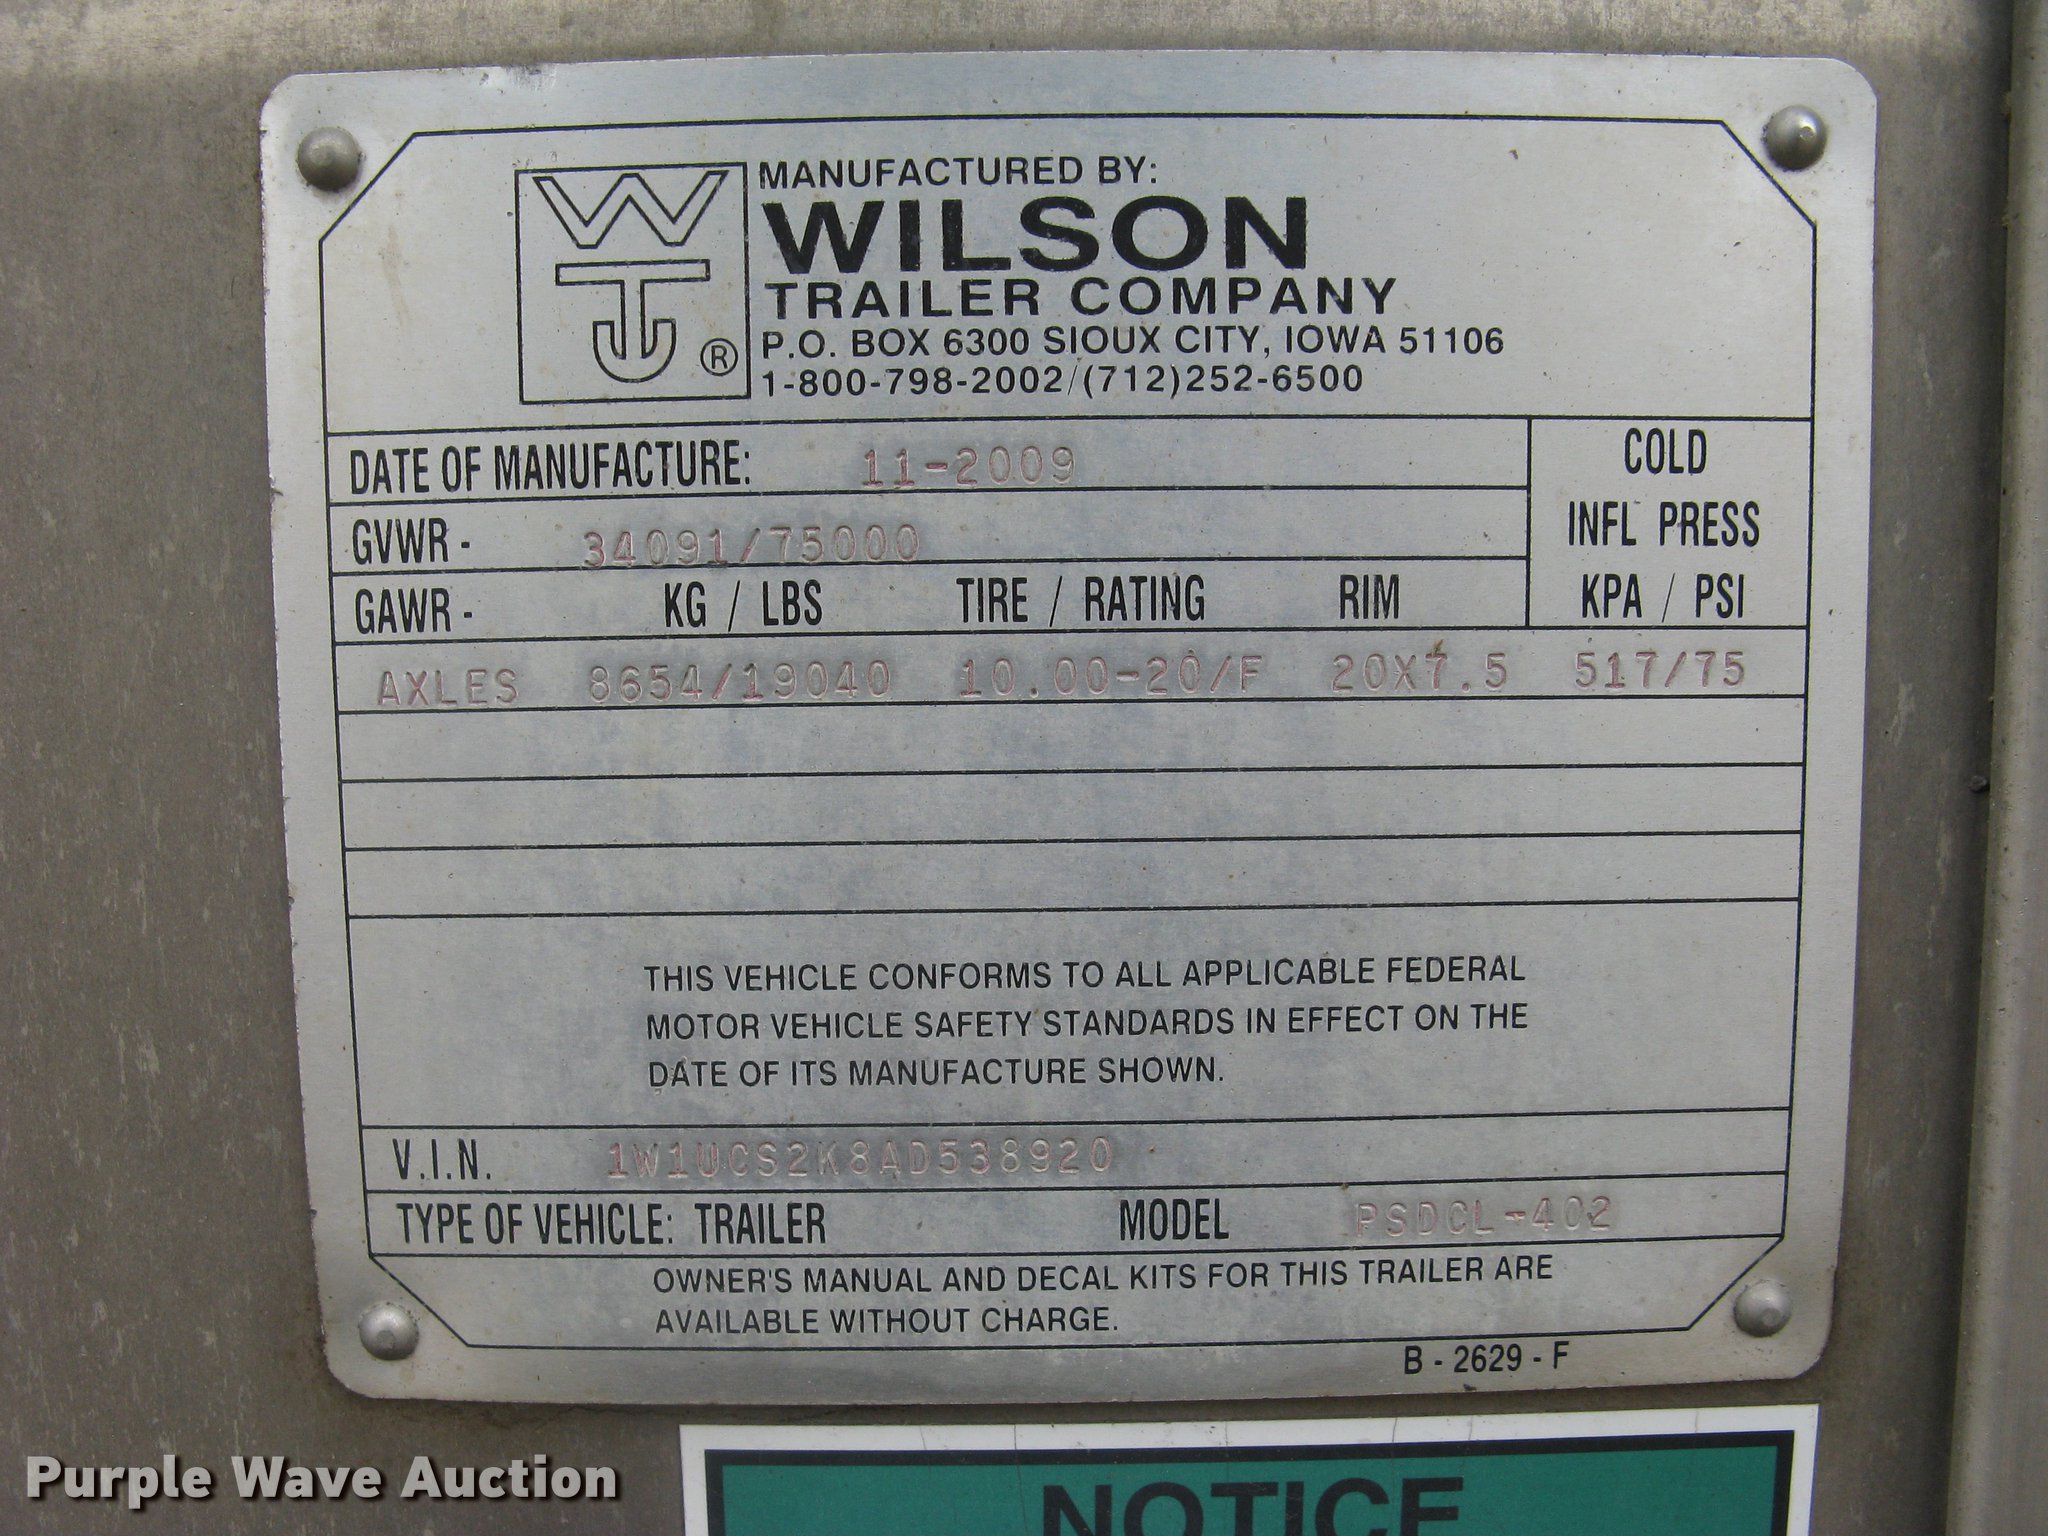 WTJ®
MANUFACTURED BY:
WILSON
TRAILER COMPANY
P.O. BOX 6300 SIOUX CITY, IOWA 51106
1-800-798-2002/(712)252-6500
DATE OF MANUFACTURE: 11-2009
COLD
INFL PRESS
KPA / PSI
GVWR - 34091/75000
GAWR - KG / LBS TIRE / RATING RIM
AXLES 8654/19040 10.00-20/F 20X7.5 517/75
THIS VEHICLE CONFORMS TO ALL APPLICABLE FEDERAL
MOTOR VEHICLE SAFETY STANDARDS IN EFFECT ON THE
DATE OF ITS MANUFACTURE SHOWN.
V.I.N. 1W1UCS2K8AD538920
TYPE OF VEHICLE: TRAILER MODEL PSDCL-402
OWNER'S MANUAL AND DECAL KITS FOR THIS TRAILER ARE
AVAILABLE WITHOUT CHARGE.
B - 2629 - F
NOTICE
Purple Wave Auction